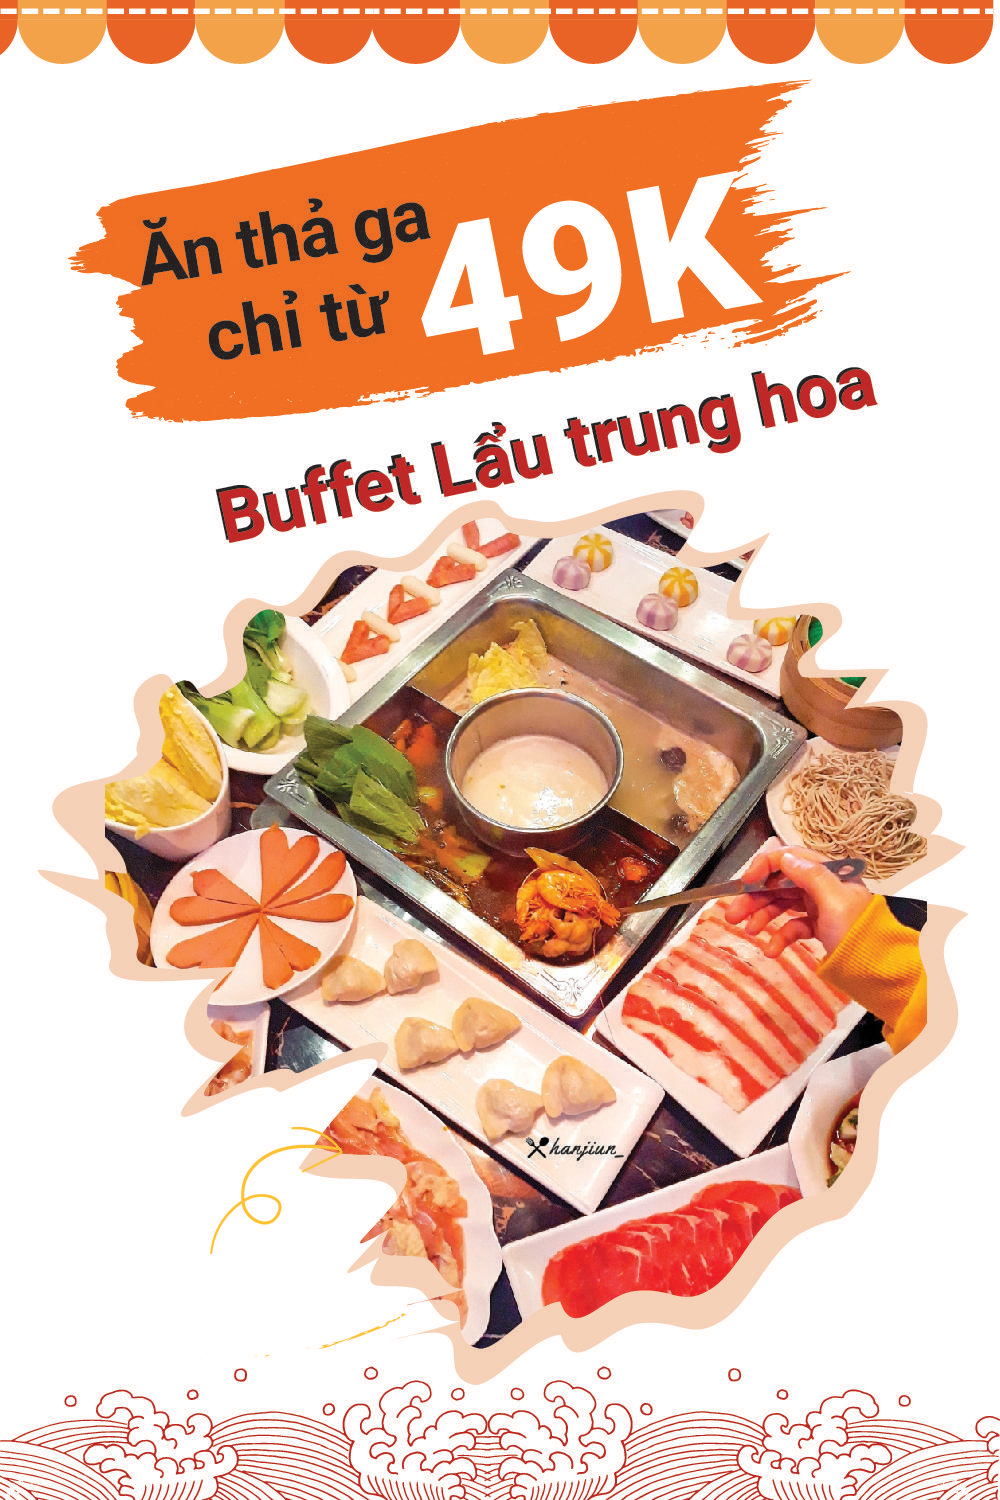 Ăn thả ga
chỉ từ
49K
Buffet Lẩu trung hoa
hanjiun_